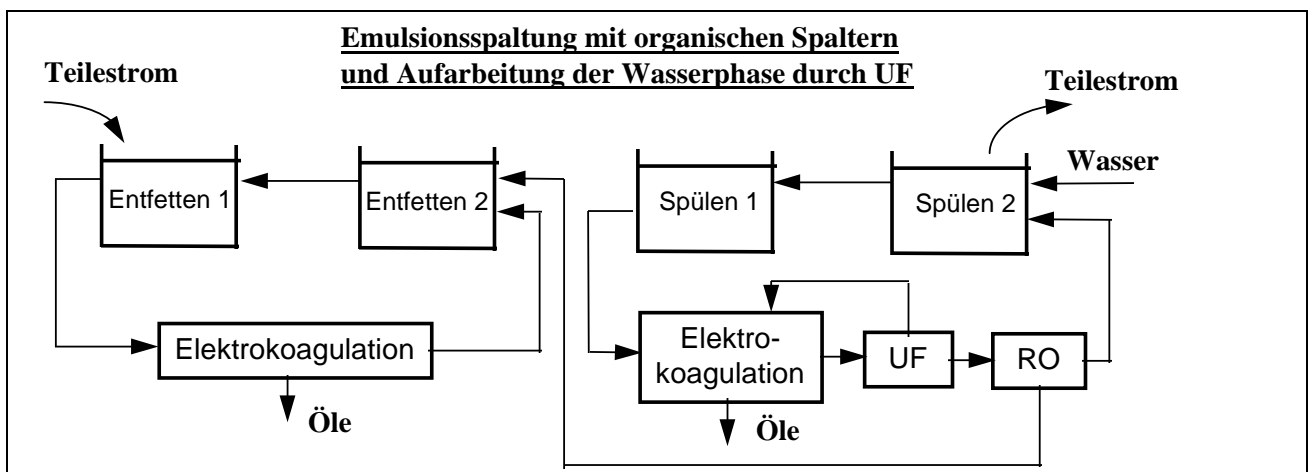 Emulsionsspaltung mit organischen Spaltern
und Aufarbeitung der Wasserphase durch UF
Teilestrom
Teilestrom
Wasser
Entfetten 1
Entfetten 2
Spülen 1
Spülen 2
Elektrokoagulation
Elektro-
koagulation
UF
RO
Öle
Öle